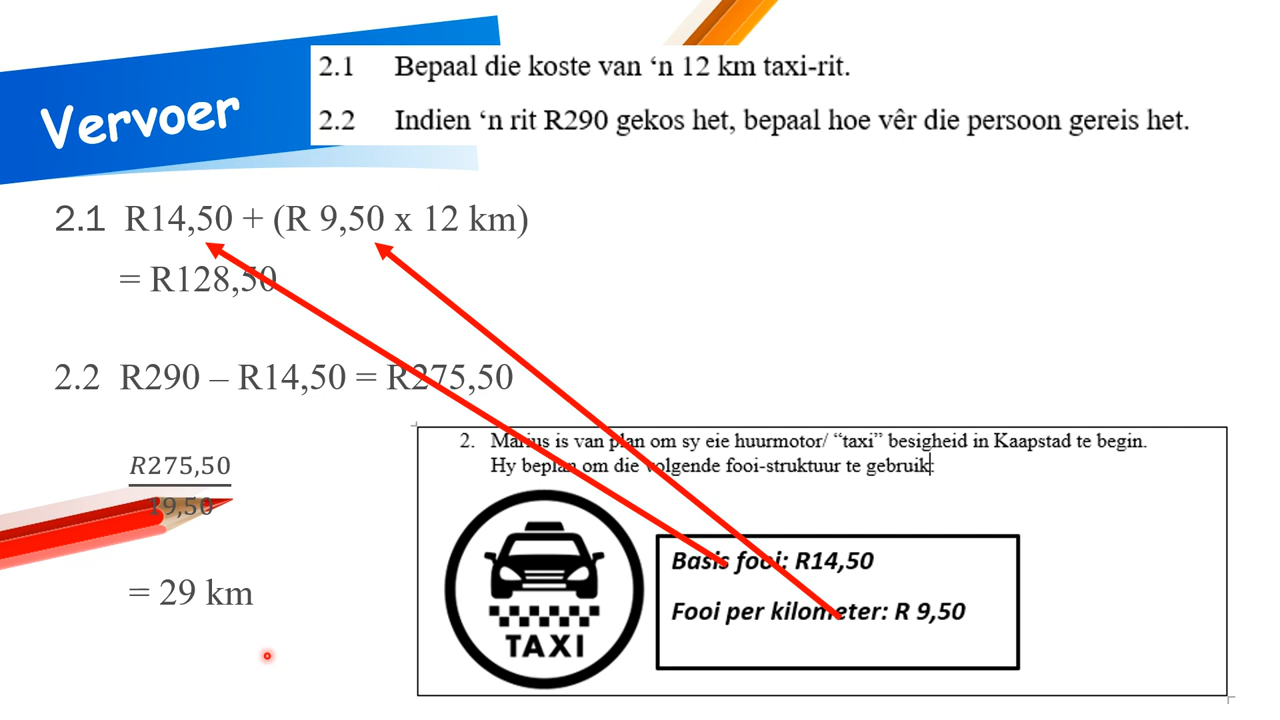 Vervoer
2.1 Bepaal die koste van ‘n 12 km taxi-rit.
2.2 Indien ‘n rit R290 gekos het, bepaal hoe vêr die persoon gereis het.
2.1 R14,50 + (R 9,50 x 12 km)
= R128,50
2.2 R290 – R14,50 = R275,50
R275,50
R9,50
= 29 km
2. Marius is van plan om sy eie huurmotor/ “taxi” besigheid in Kaapstad te begin.
Hy beplan om die volgende fooi-struktuur te gebruik:
TAXI
Basis fooi: R14,50
Fooi per kilometer: R 9,50